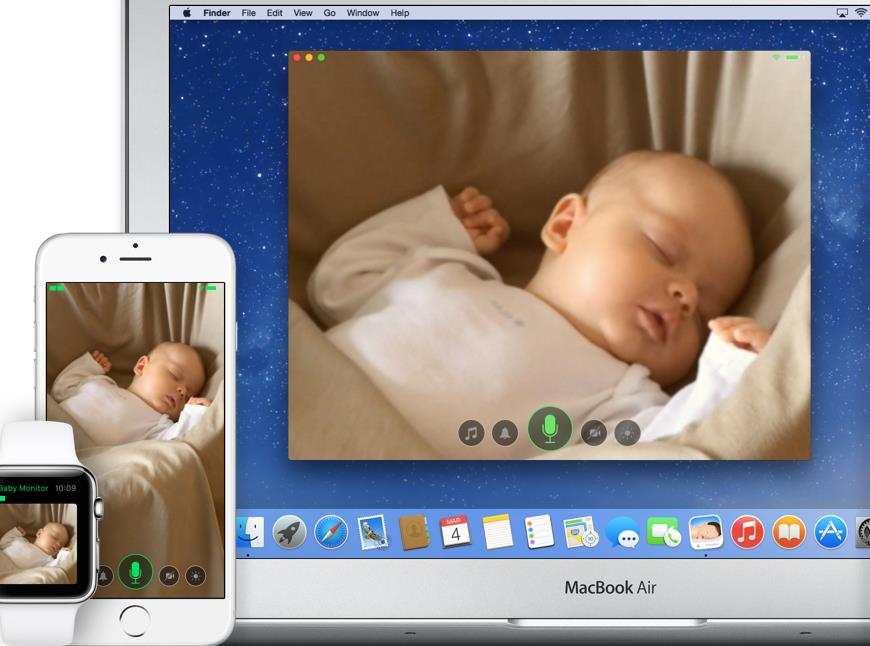 Finder File Edit View Go Window Help
Baby Monitor 10:09
MAR
4
MacBook Air